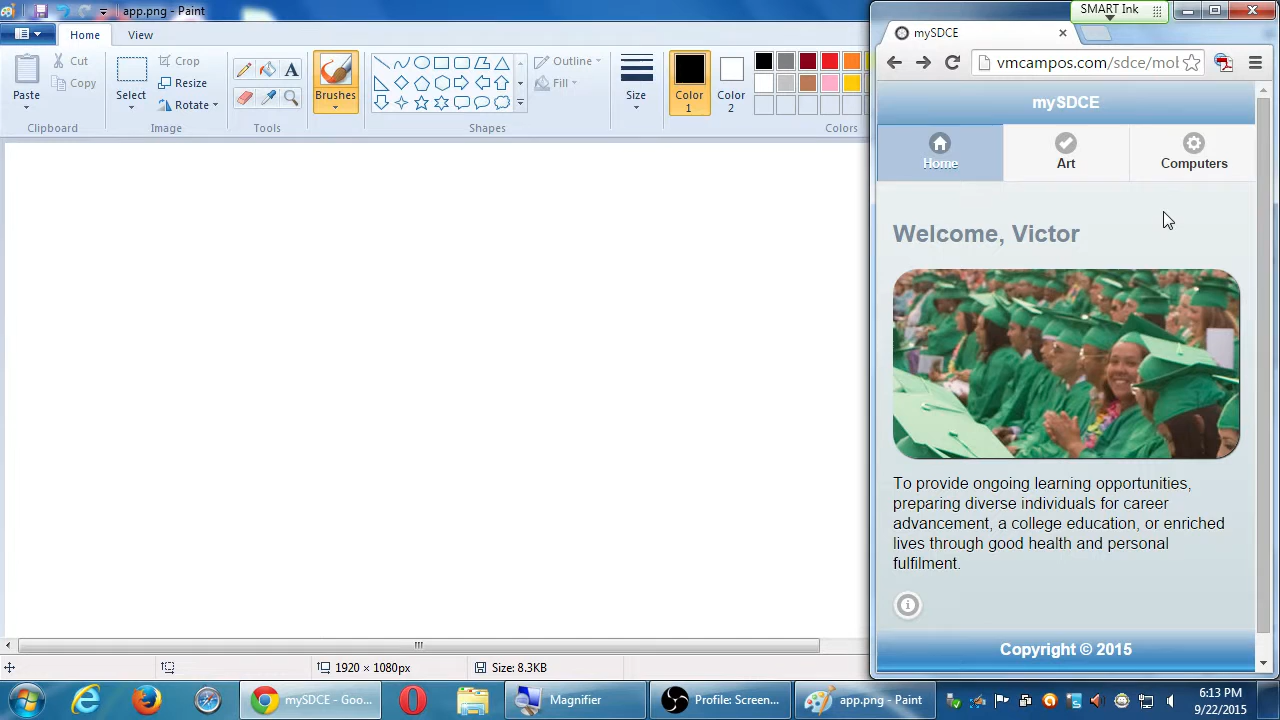 app.png - Paint
SMART Ink
Home
View
mySDCE
vmcampos.com/sdce/mol
Paste
Cut
Copy
Clipboard
Select
Crop
Resize
Rotate
Image
A
Tools
Brushes
Outline
Fill
Shapes
Size
Color 1
Color 2
Colors
mySDCE
Home
Art
Computers
Welcome, Victor
To provide ongoing learning opportunities,
preparing diverse individuals for career
advancement, a college education, or enriched
lives through good health and personal
fulfilment.
Copyright © 2015
1920 × 1080px
Size: 8.3KB
mySDCE - Goo...
Magnifier
Profile: Screen...
app.png - Paint
6:13 PM
9/22/2015